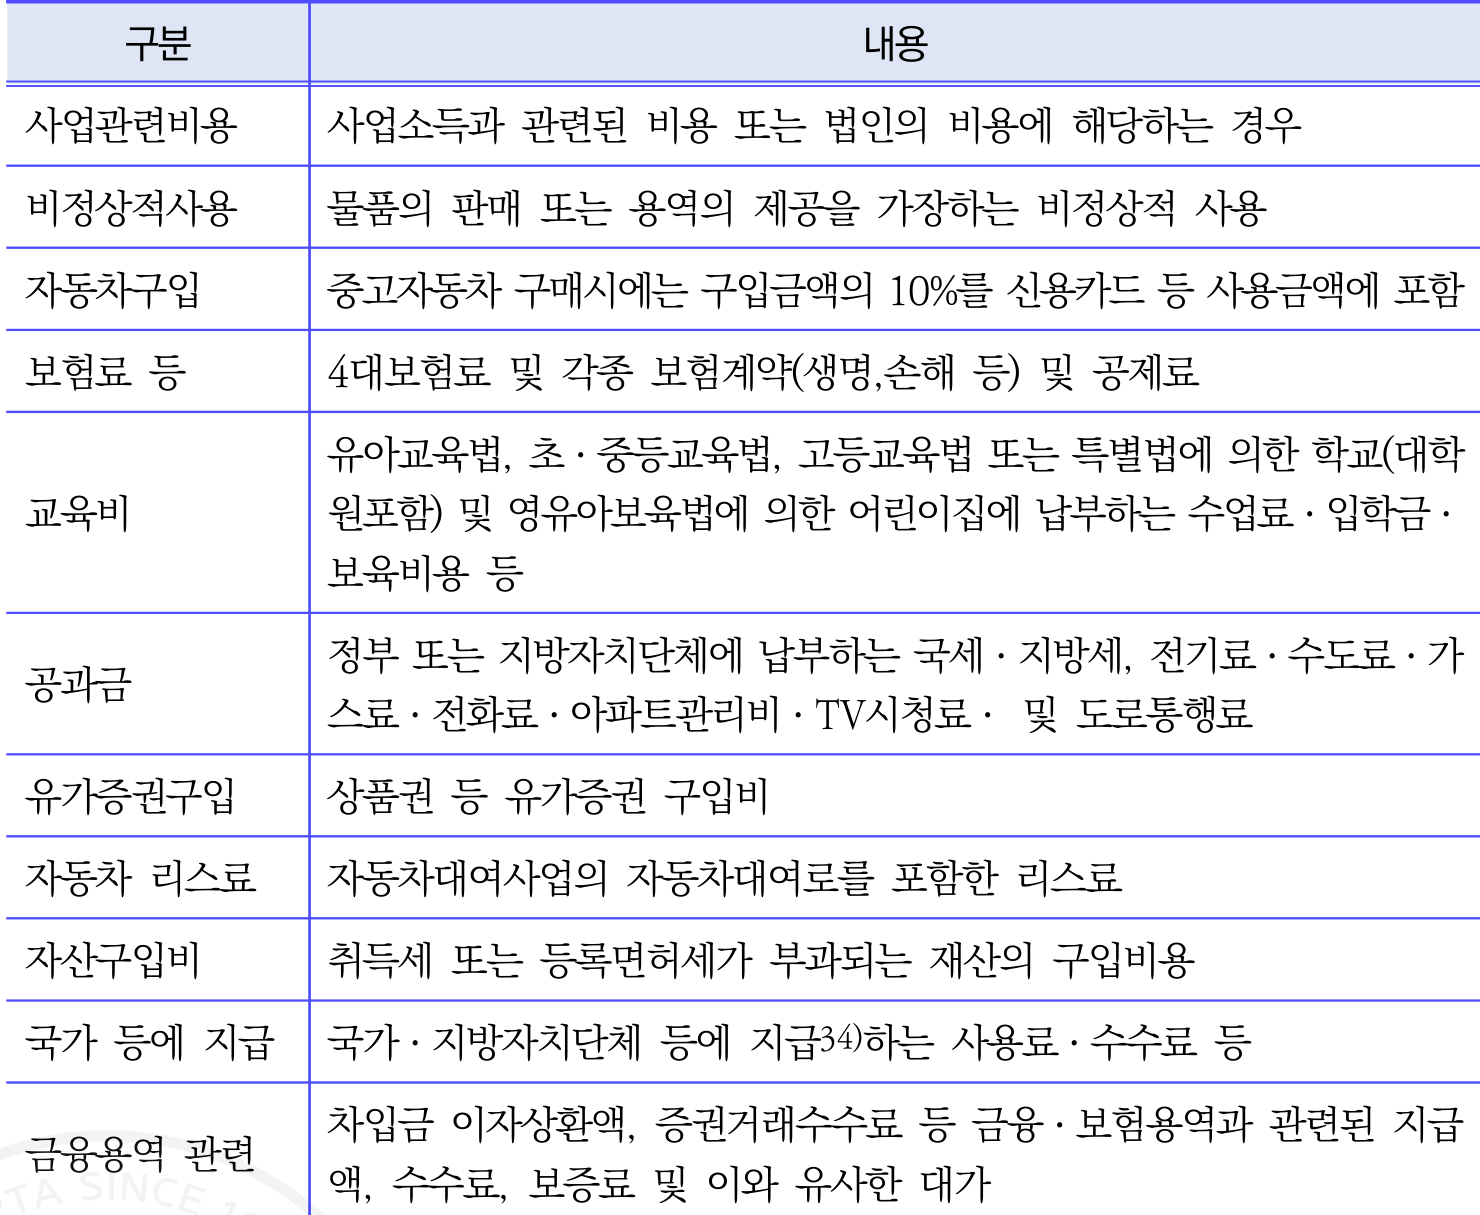 구분 내용
사업관련비용 사업소득과 관련된 비용 또는 법인의 비용에 해당하는 경우
비정상적사용 물품의 판매 또는 용역의 제공을 가장하는 비정상적 사용
자동차구입 중고자동차 구매시에는 구입금액의 10%를 신용카드 등 사용금액에 포함
보험료 등 4대보험료 및 각종 보험계약(생명,손해 등) 및 공제료
교육비
유아교육법, 초·중등교육법, 고등교육법 또는 특별법에 의한 학교(대학
원포함) 및 영유아보육법에 의한 어린이집에 납부하는 수업료·입학금·
보육비용 등
공과금
정부 또는 지방자치단체에 납부하는 국세·지방세, 전기료·수도료·가
스료·전화료·아파트관리비·TV시청료· 및 도로통행료
유가증권구입 상품권 등 유가증권 구입비
자동차 리스료 자동차대여사업의 자동차대여로를 포함한 리스료
자산구입비 취득세 또는 등록면허세가 부과되는 재산의 구입비용
국가 등에 지급 국가·지방자치단체 등에 지급34)하는 사용료·수수료 등
금융용역 관련
차입금 이자상환액, 증권거래수수료 등 금융·보험용역과 관련된 지급
액, 수수료, 보증료 및 이와 유사한 대가
SINCE